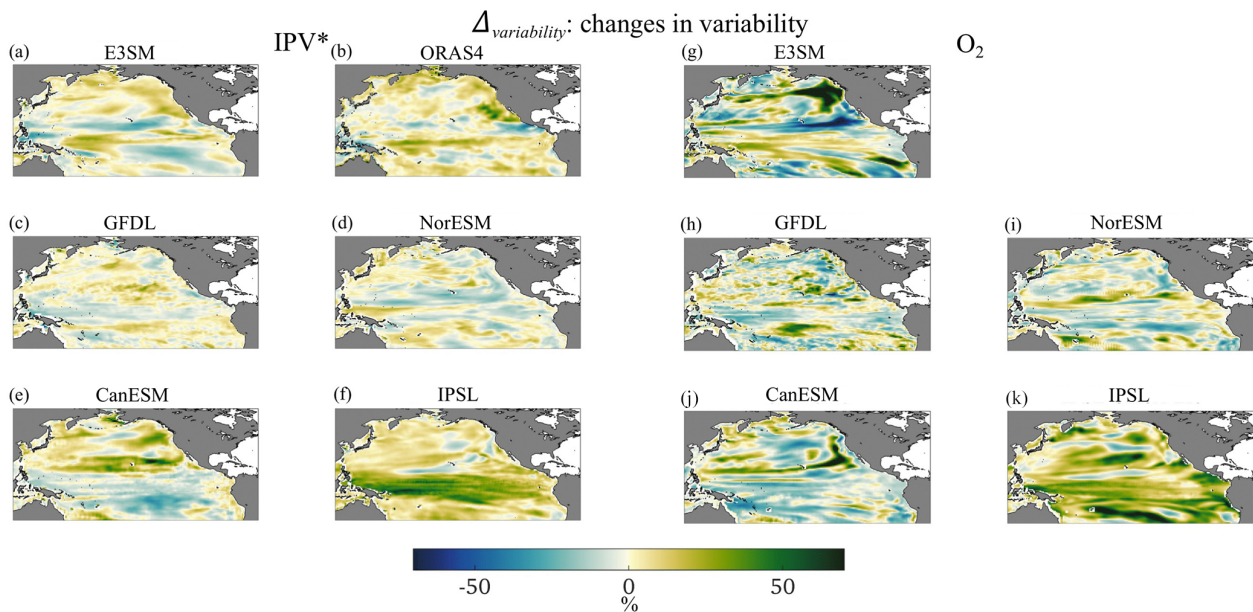 Δvariability: changes in variability
IPV*
O2
(a) E3SM
(b) ORAS4
(g) E3SM
(c) GFDL
(d) NorESM
(h) GFDL
(i) NorESM
(e) CanESM
(f) IPSL
(j) CanESM
(k) IPSL
-50 0 50
%